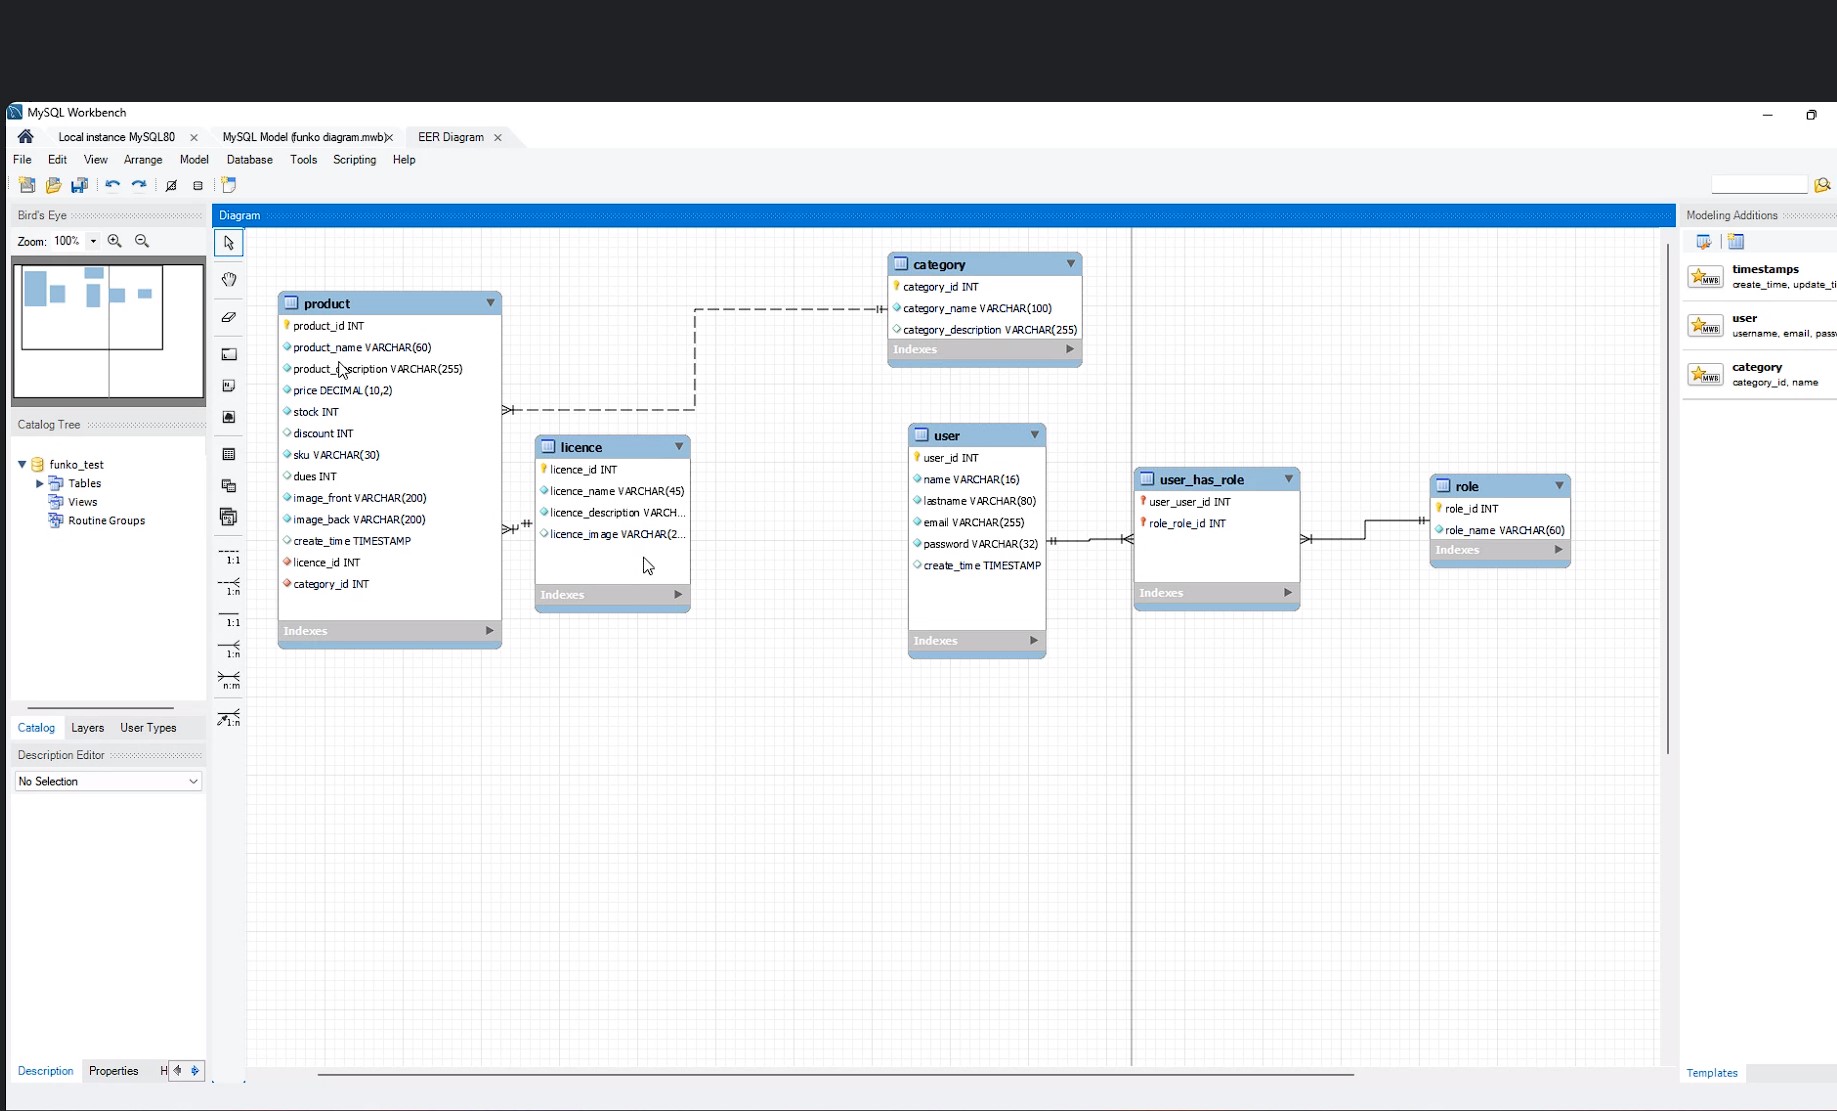 MySQL Workbench
Local instance MySQL80
MySQL Model (funko diagram.mwb)
EER Diagram
File Edit View Arrange Model Database Tools Scripting Help
Bird's Eye
Zoom: 100%
Catalog Tree
funko_test
Tables
Views
Routine Groups
Catalog Layers User Types
Description Editor
No Selection
Description Properties H
Diagram
1:1
1:n
1:1
1:n
n:m
1:n
product
product_id INT
product_name VARCHAR(60)
product_d scription VARCHAR(255)
price DECIMAL(10,2)
stock INT
discount INT
sku VARCHAR(30)
dues INT
image_front VARCHAR(200)
image_back VARCHAR(200)
create_time TIMESTAMP
licence_id INT
category_id INT
Indexes
licence
licence_id INT
licence_name VARCHAR(45)
licence_description VARCH...
licence_image VARCHAR(2...
Indexes
category
category_id INT
category_name VARCHAR(100)
category_description VARCHAR(255)
Indexes
user
user_id INT
name VARCHAR(16)
lastname VARCHAR(80)
email VARCHAR(255)
password VARCHAR(32)
create_time TIMESTAMP
Indexes
user_has_role
user_user_id INT
role_role_id INT
Indexes
role
role_id INT
role_name VARCHAR(60)
Indexes
Modeling Additions
MWB
timestamps
create_time, update_ti
MWB
user
username, email, passw
MWB
category
category_id, name
Templates